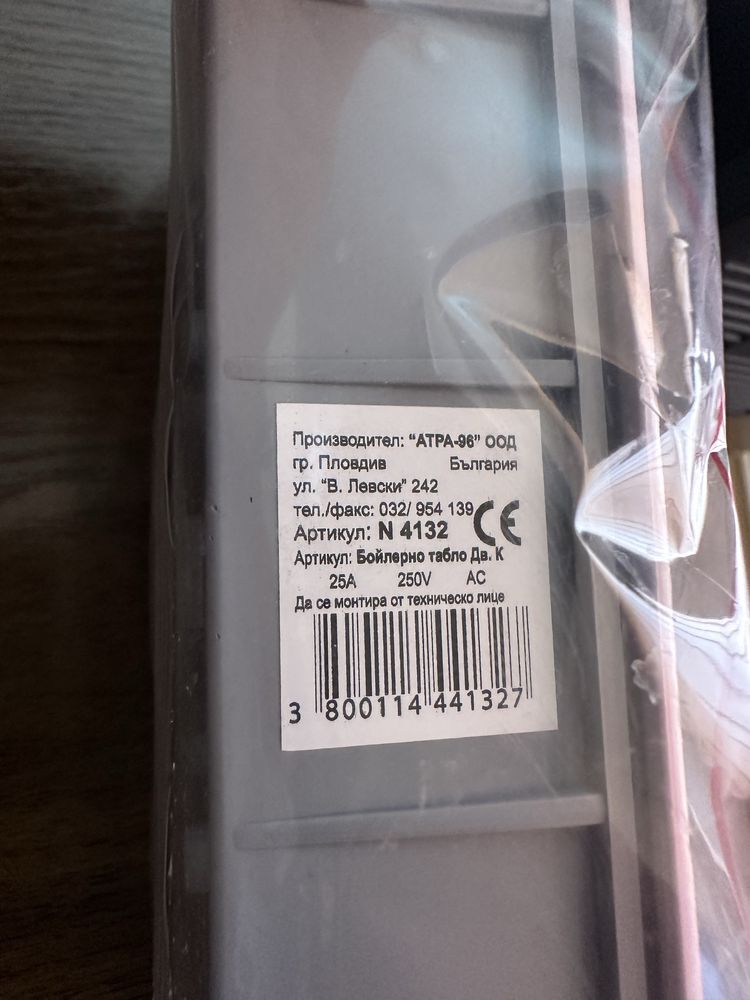 Производител: "АТРА-96" ООД
гр. Пловдив България
ул. "В. Левски" 242
тел./факс: 032/ 954 139
Артикул: N 4132 CE
Артикул: Бойлерно табло Дв. К
25A 250V AC
Да се монтира от техническо лице
3 800114 441327